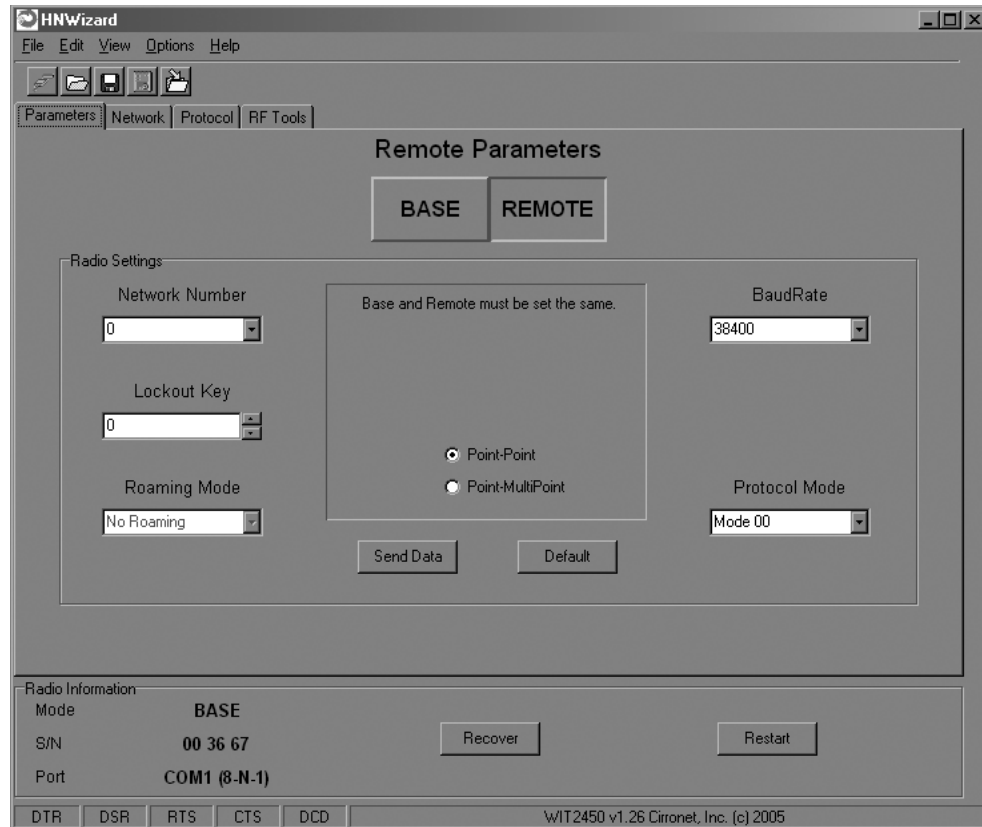 HNWizard
File Edit View Options Help
Parameters Network Protocol RF Tools
Remote Parameters
BASE REMOTE
Radio Settings
Network Number
0
Lockout Key
0
Roaming Mode
No Roaming
Base and Remote must be set the same.
Point-Point
Point-MultiPoint
Send Data Default
BaudRate
38400
Protocol Mode
Mode 00
Radio Information
Mode BASE
S/N 00 36 67
Port COM1 (8-N-1)
Recover Restart
DTR DSR RTS CTS DCD WIT2450 v1.26 Cirronet, Inc. (c) 2005